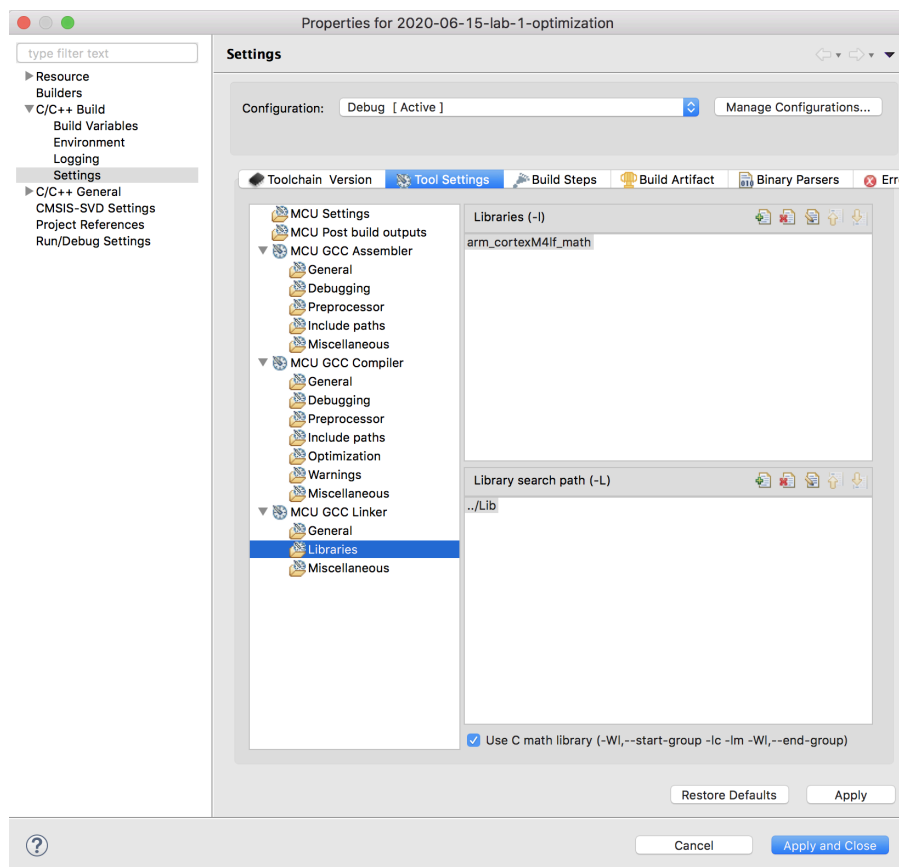 Properties for 2020-06-15-lab-1-optimization
type filter text
Resource
Builders
C/C++ Build
Build Variables
Environment
Logging
Settings
C/C++ General
CMSIS-SVD Settings
Project References
Run/Debug Settings
Settings
Configuration: Debug [ Active ] Manage Configurations...
Toolchain Version Tool Settings Build Steps Build Artifact Binary Parsers Err
MCU Settings
MCU Post build outputs
MCU GCC Assembler
General
Debugging
Preprocessor
Include paths
Miscellaneous
MCU GCC Compiler
General
Debugging
Preprocessor
Include paths
Optimization
Warnings
Miscellaneous
MCU GCC Linker
General
Libraries
Miscellaneous
Libraries (-l)
arm_cortexM4lf_math
Library search path (-L)
../Lib
Use C math library (-Wl,--start-group -lc -lm -Wl,--end-group)
Restore Defaults Apply
? Cancel Apply and Close